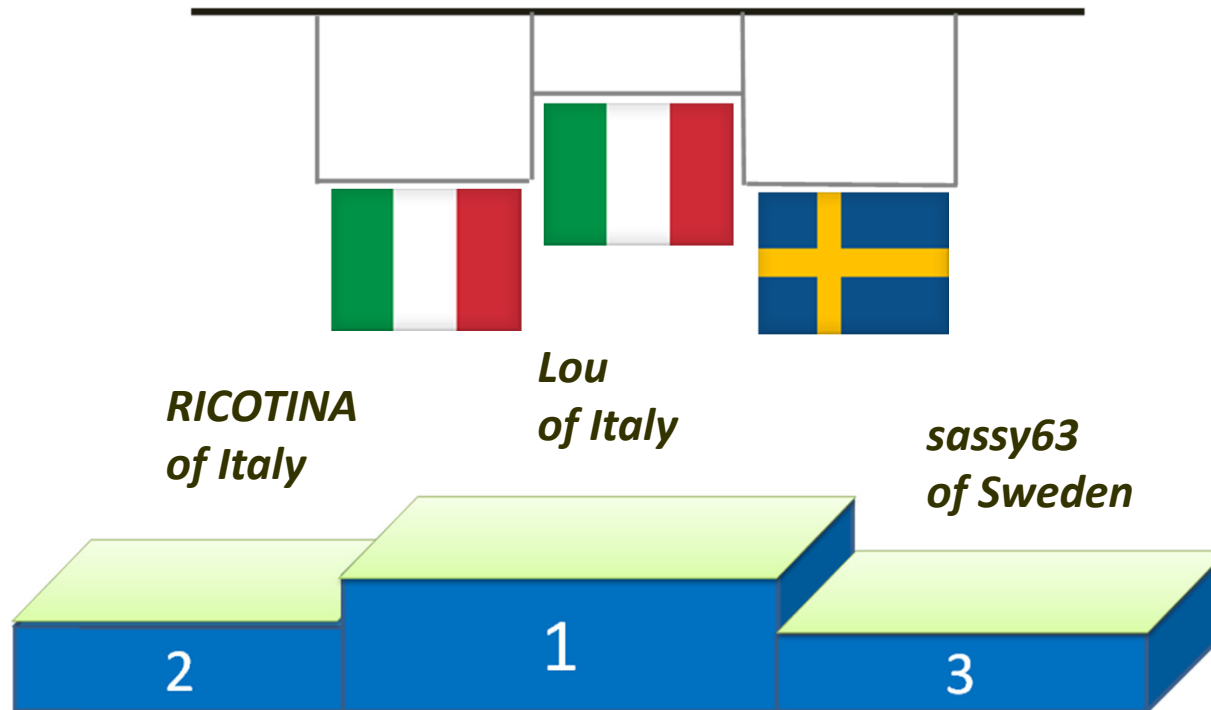 Lou
of Italy
RICOTINA
of Italy
sassy63
of Sweden
1
2
3